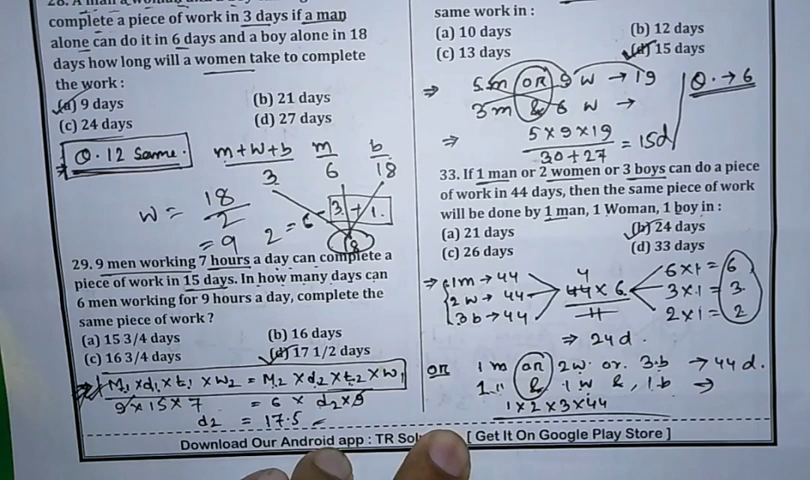 complete a piece of work in 3 days if a man
alone can do it in 6 days and a boy alone in 18
days how long will a women take to complete
the work :
(a) 9 days (b) 21 days
(c) 24 days (d) 27 days
Q.12 Same.
m+w+b m b
3 6 18
w = 18
2
= 9
2 = 6 - 3 + 1.
18
29. 9 men working 7 hours a day can complete a
piece of work in 15 days. In how many days can
6 men working for 9 hours a day, complete the
same piece of work ?
(a) 15 3/4 days (b) 16 days
(c) 16 3/4 days (d) 17 1/2 days
M1 x d1 x t1 x w2 = M2 x d2 x t2 x w1
9 x 15 x 7 = 6 x d2 x 9
d2 = 17.5
same work in :
(a) 10 days (b) 12 days
(c) 13 days (d) 15 days
⇒ 5 m OR 9 w → 19
3 m & 6 w →
Q. → 6
⇒ 5 x 9 x 19 = 15d
30 + 27
33. If 1 man or 2 women or 3 boys can do a piece
of work in 44 days, then the same piece of work
will be done by 1 man, 1 Woman, 1 boy in :
(a) 21 days (b) 24 days
(c) 26 days (d) 33 days
⇒ 1m → 44
2w → 44
3b → 44
4
44 x 6
11
6 x 1 = 6
3 x 1 = 3
2 x 1 = 2
⇒ 24 d.
OR 1 m OR 2w or 3.b → 44 d.
1 " & 1 w &, 1.b →
1 x 2 x 3 x 44
Download Our Android app : TR [ Get It On Google Play Store ]